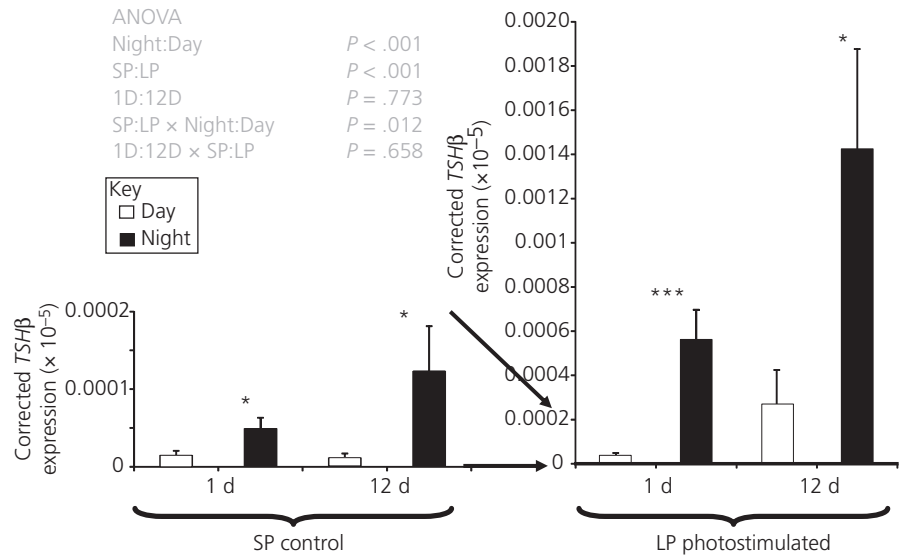 ANOVA
Night:Day P < .001
SP:LP P < .001
1D:12D P = .773
SP:LP × Night:Day P = .012
1D:12D × SP:LP P = .658
Key
Day
Night
Corrected TSHβ
expression (× 10⁻⁵)
0.0002
0.0001
0
*
*
1 d
12 d
SP control
Corrected TSHβ
expression (×10⁻⁵)
0.0020
0.0018
0.0016
0.0014
0.0012
0.001
0.0008
0.0006
0.0004
0.0002
0
***
*
1 d
12 d
LP photostimulated